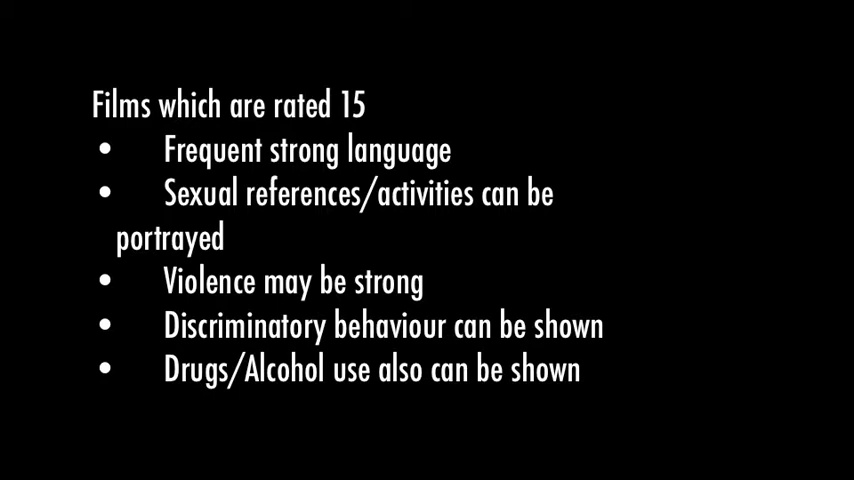 Films which are rated 15
• Frequent strong language
• Sexual references/activities can be
portrayed
• Violence may be strong
• Discriminatory behaviour can be shown
• Drugs/Alcohol use also can be shown